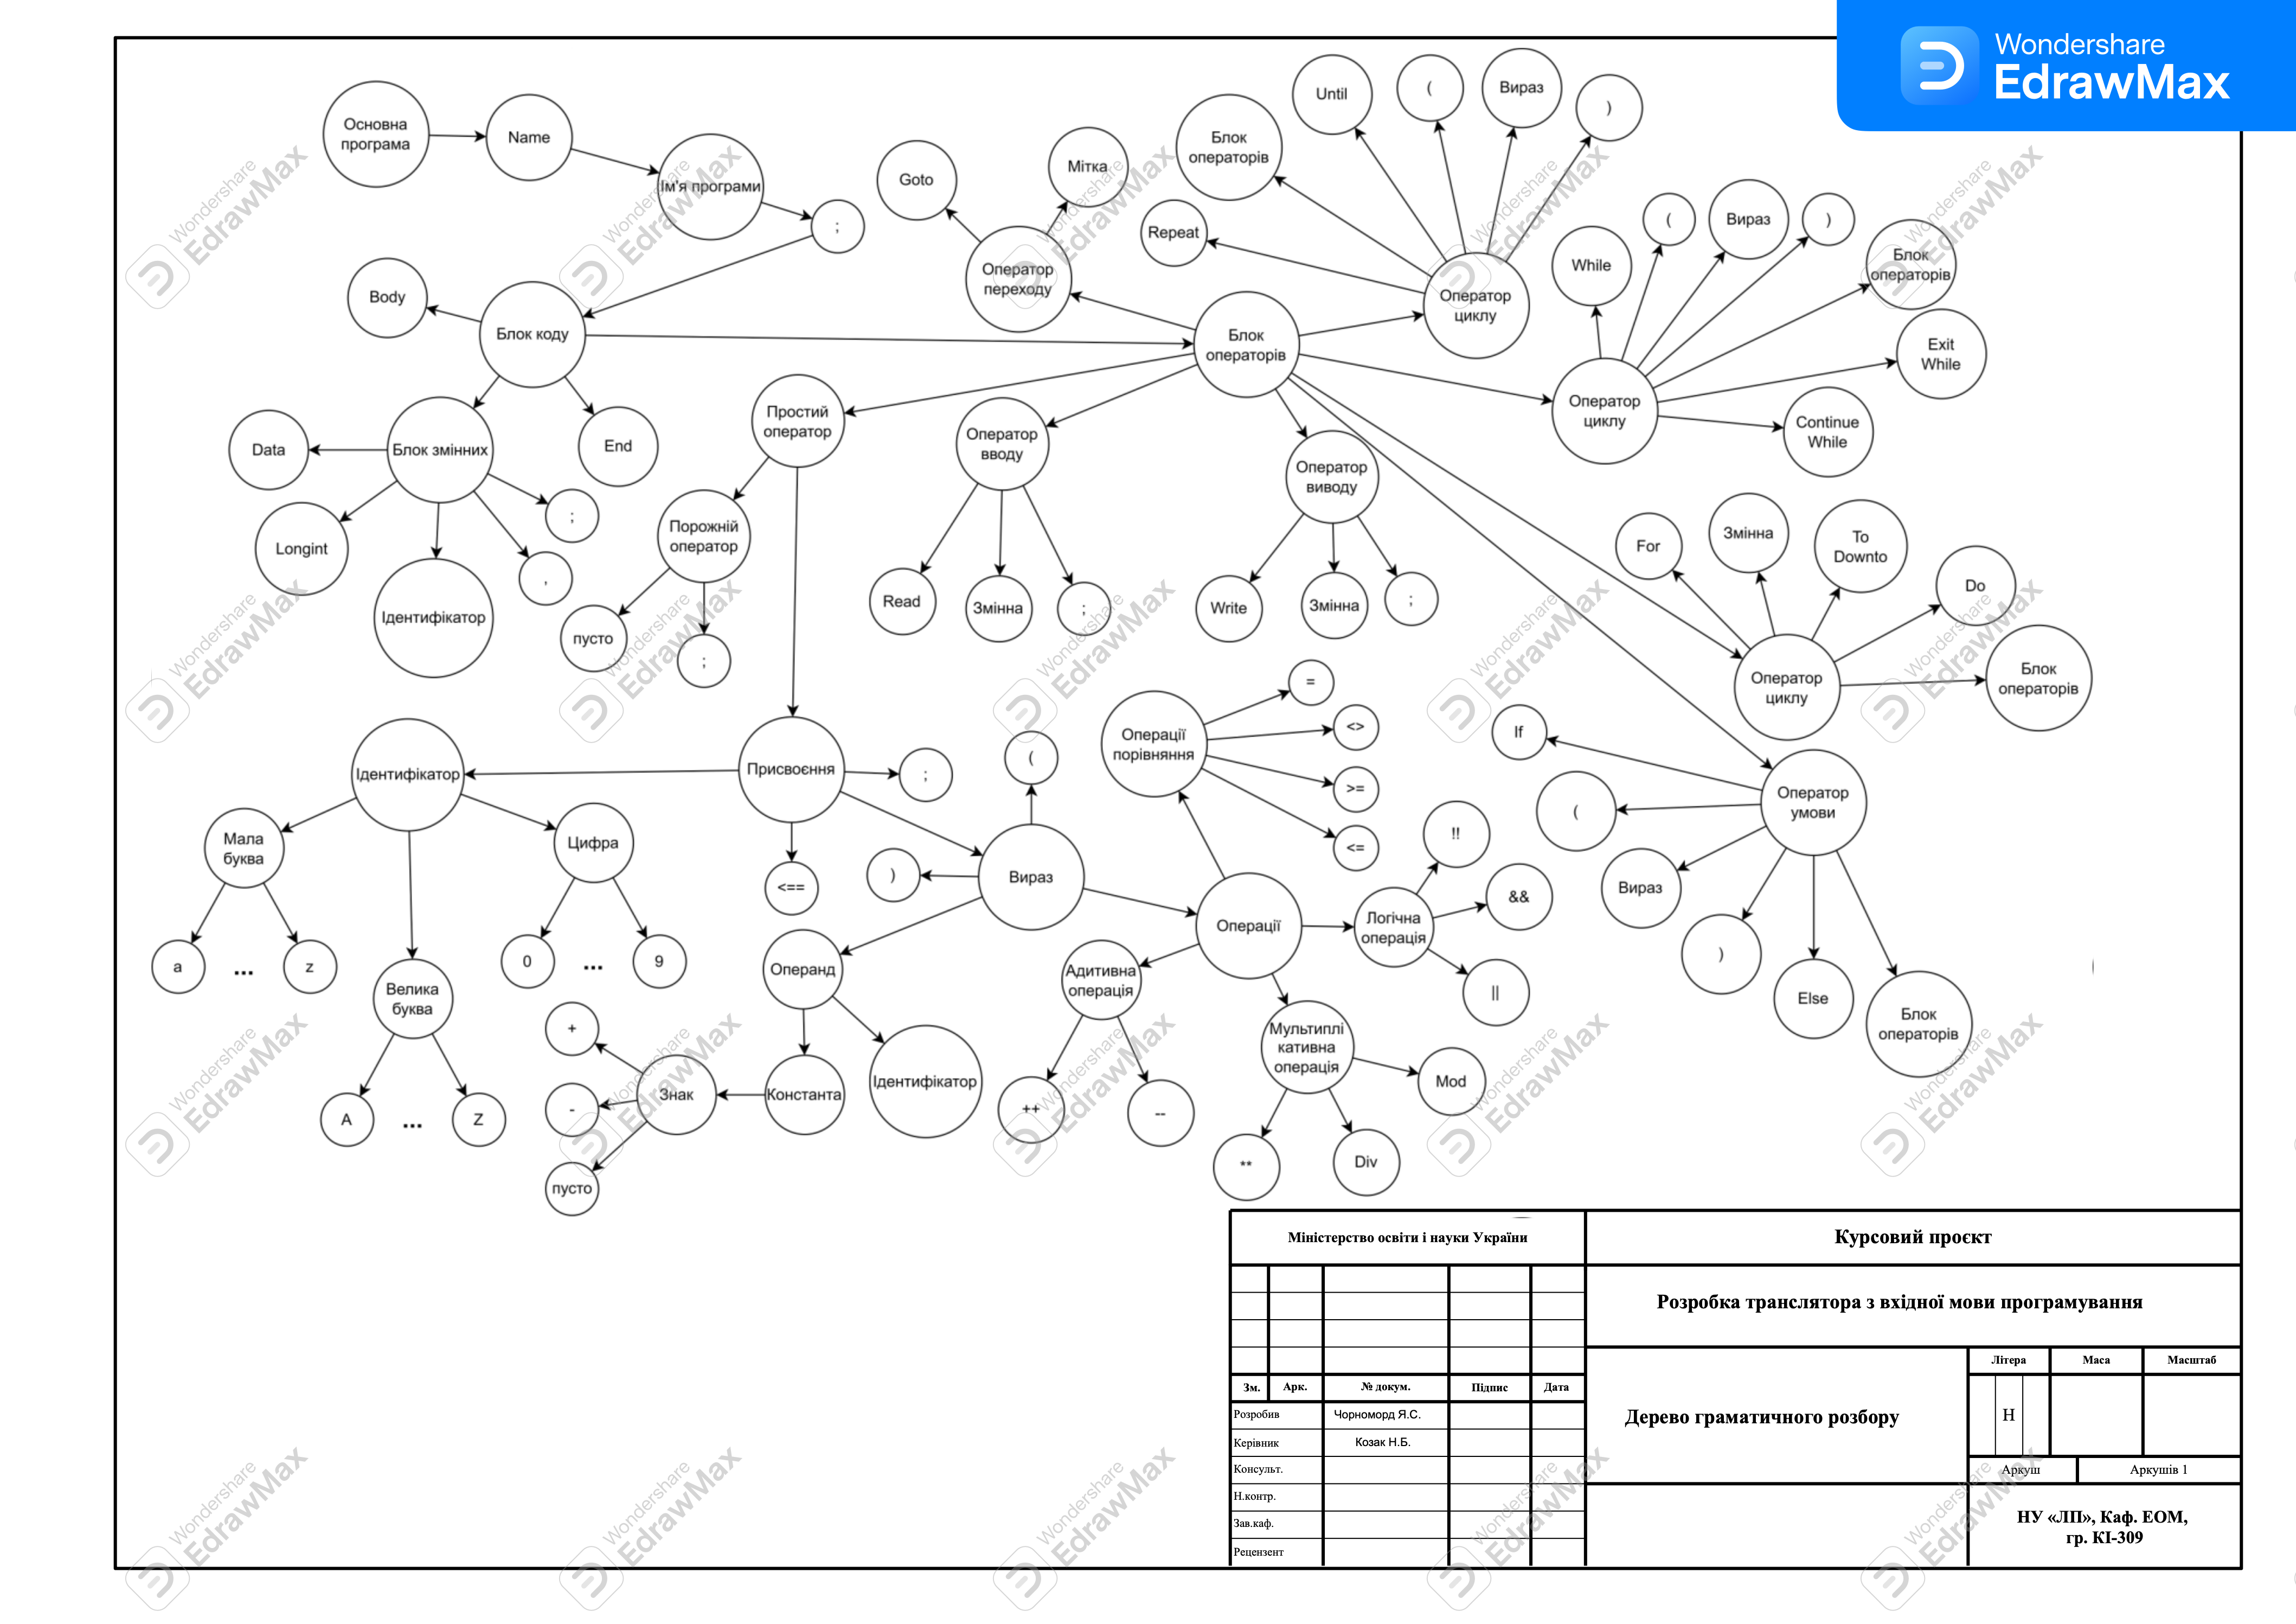 Wondershare
EdrawMax
Основна
програма
Name
Ім'я програми
;
Goto
Мітка
Оператор
переходу
Блок
операторів
Until
(
Вираз
)
Repeat
Оператор
циклу
While
(
Вираз
)
Блок
операторів
Exit
While
Continue
While
Оператор
циклу
Body
Блок коду
Блок
операторів
Data
Блок змінних
End
Longint
Ідентифікатор
,
;
Простий
оператор
Порожній
оператор
пусто
;
Оператор
вводу
Read
Змінна
;
Оператор
виводу
Write
Змінна
;
For
Змінна
To
Downto
Do
Блок
операторів
Оператор
циклу
Ідентифікатор
Присвоєння
;
<==
Мала
буква
a
...
z
Велика
буква
A
...
Z
Цифра
0
...
9
(
)
Вираз
Операнд
Константа
Ідентифікатор
Знак
+
-
пусто
Операції
порівняння
=
<>
>=
<=
Операції
Логічна
операція
!!
&&
||
Адитивна
операція
++
--
Мультиплі
кативна
операція
Mod
**
Div
If
(
Вираз
)
Else
Блок
операторів
Оператор
умови
Міністерство освіти і науки України
Курсовий проєкт
Розробка транслятора з вхідної мови програмування
Зм.
Арк.
№ докум.
Підпис
Дата
Розробив
Чорноморд Я.С.
Керівник
Козак Н.Б.
Консульт.
Н.контр.
Зав.каф.
Рецензент
Дерево граматичного розбору
Літера
Маса
Масштаб
Н
Аркуш
Аркушів 1
НУ «ЛП», Каф. ЕОМ,
гр. КІ-309